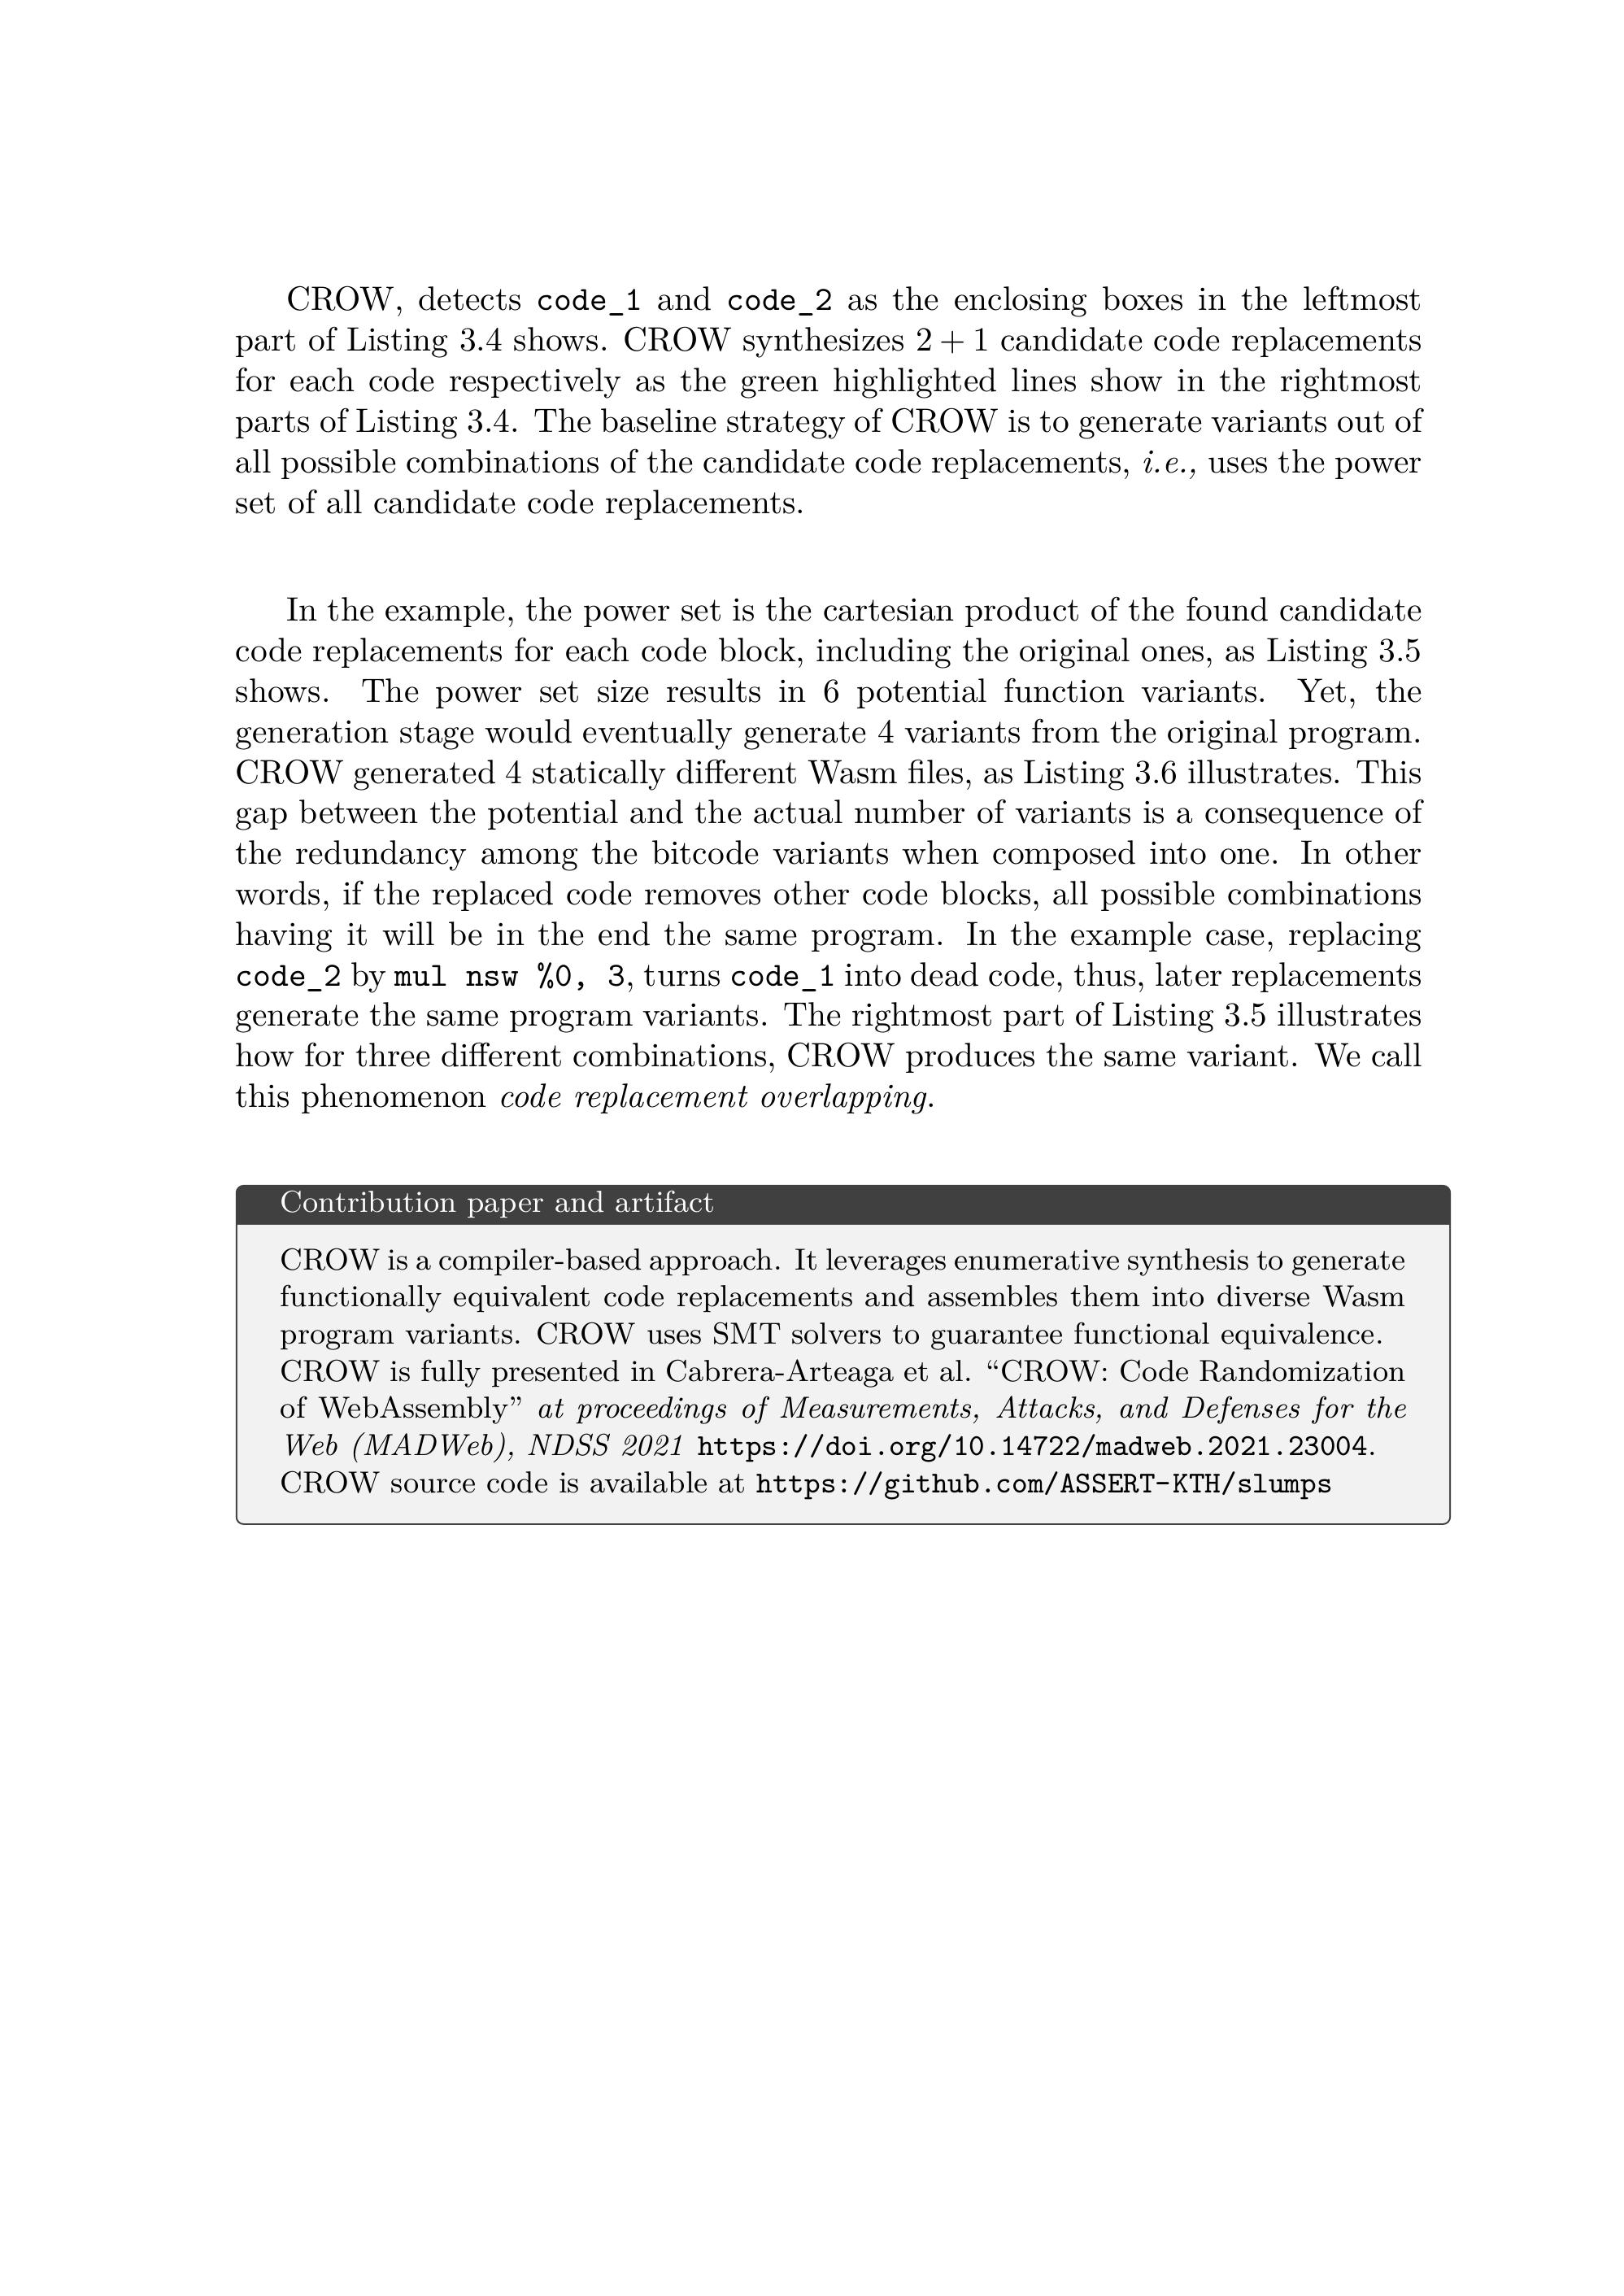 CROW, detects code_1 and code_2 as the enclosing boxes in the leftmost
part of Listing 3.4 shows. CROW synthesizes 2 + 1 candidate code replacements
for each code respectively as the green highlighted lines show in the rightmost
parts of Listing 3.4. The baseline strategy of CROW is to generate variants out of
all possible combinations of the candidate code replacements, i.e., uses the power
set of all candidate code replacements.
In the example, the power set is the cartesian product of the found candidate
code replacements for each code block, including the original ones, as Listing 3.5
shows. The power set size results in 6 potential function variants. Yet, the
generation stage would eventually generate 4 variants from the original program.
CROW generated 4 statically different Wasm files, as Listing 3.6 illustrates. This
gap between the potential and the actual number of variants is a consequence of
the redundancy among the bitcode variants when composed into one. In other
words, if the replaced code removes other code blocks, all possible combinations
having it will be in the end the same program. In the example case, replacing
code_2 by mul nsw %0, 3, turns code_1 into dead code, thus, later replacements
generate the same program variants. The rightmost part of Listing 3.5 illustrates
how for three different combinations, CROW produces the same variant. We call
this phenomenon code replacement overlapping.
Contribution paper and artifact
CROW is a compiler-based approach. It leverages enumerative synthesis to generate
functionally equivalent code replacements and assembles them into diverse Wasm
program variants. CROW uses SMT solvers to guarantee functional equivalence.
CROW is fully presented in Cabrera-Arteaga et al. “CROW: Code Randomization
of WebAssembly” at proceedings of Measurements, Attacks, and Defenses for the
Web (MADWeb), NDSS 2021 https://doi.org/10.14722/madweb.2021.23004.
CROW source code is available at https://github.com/ASSERT-KTH/slumps